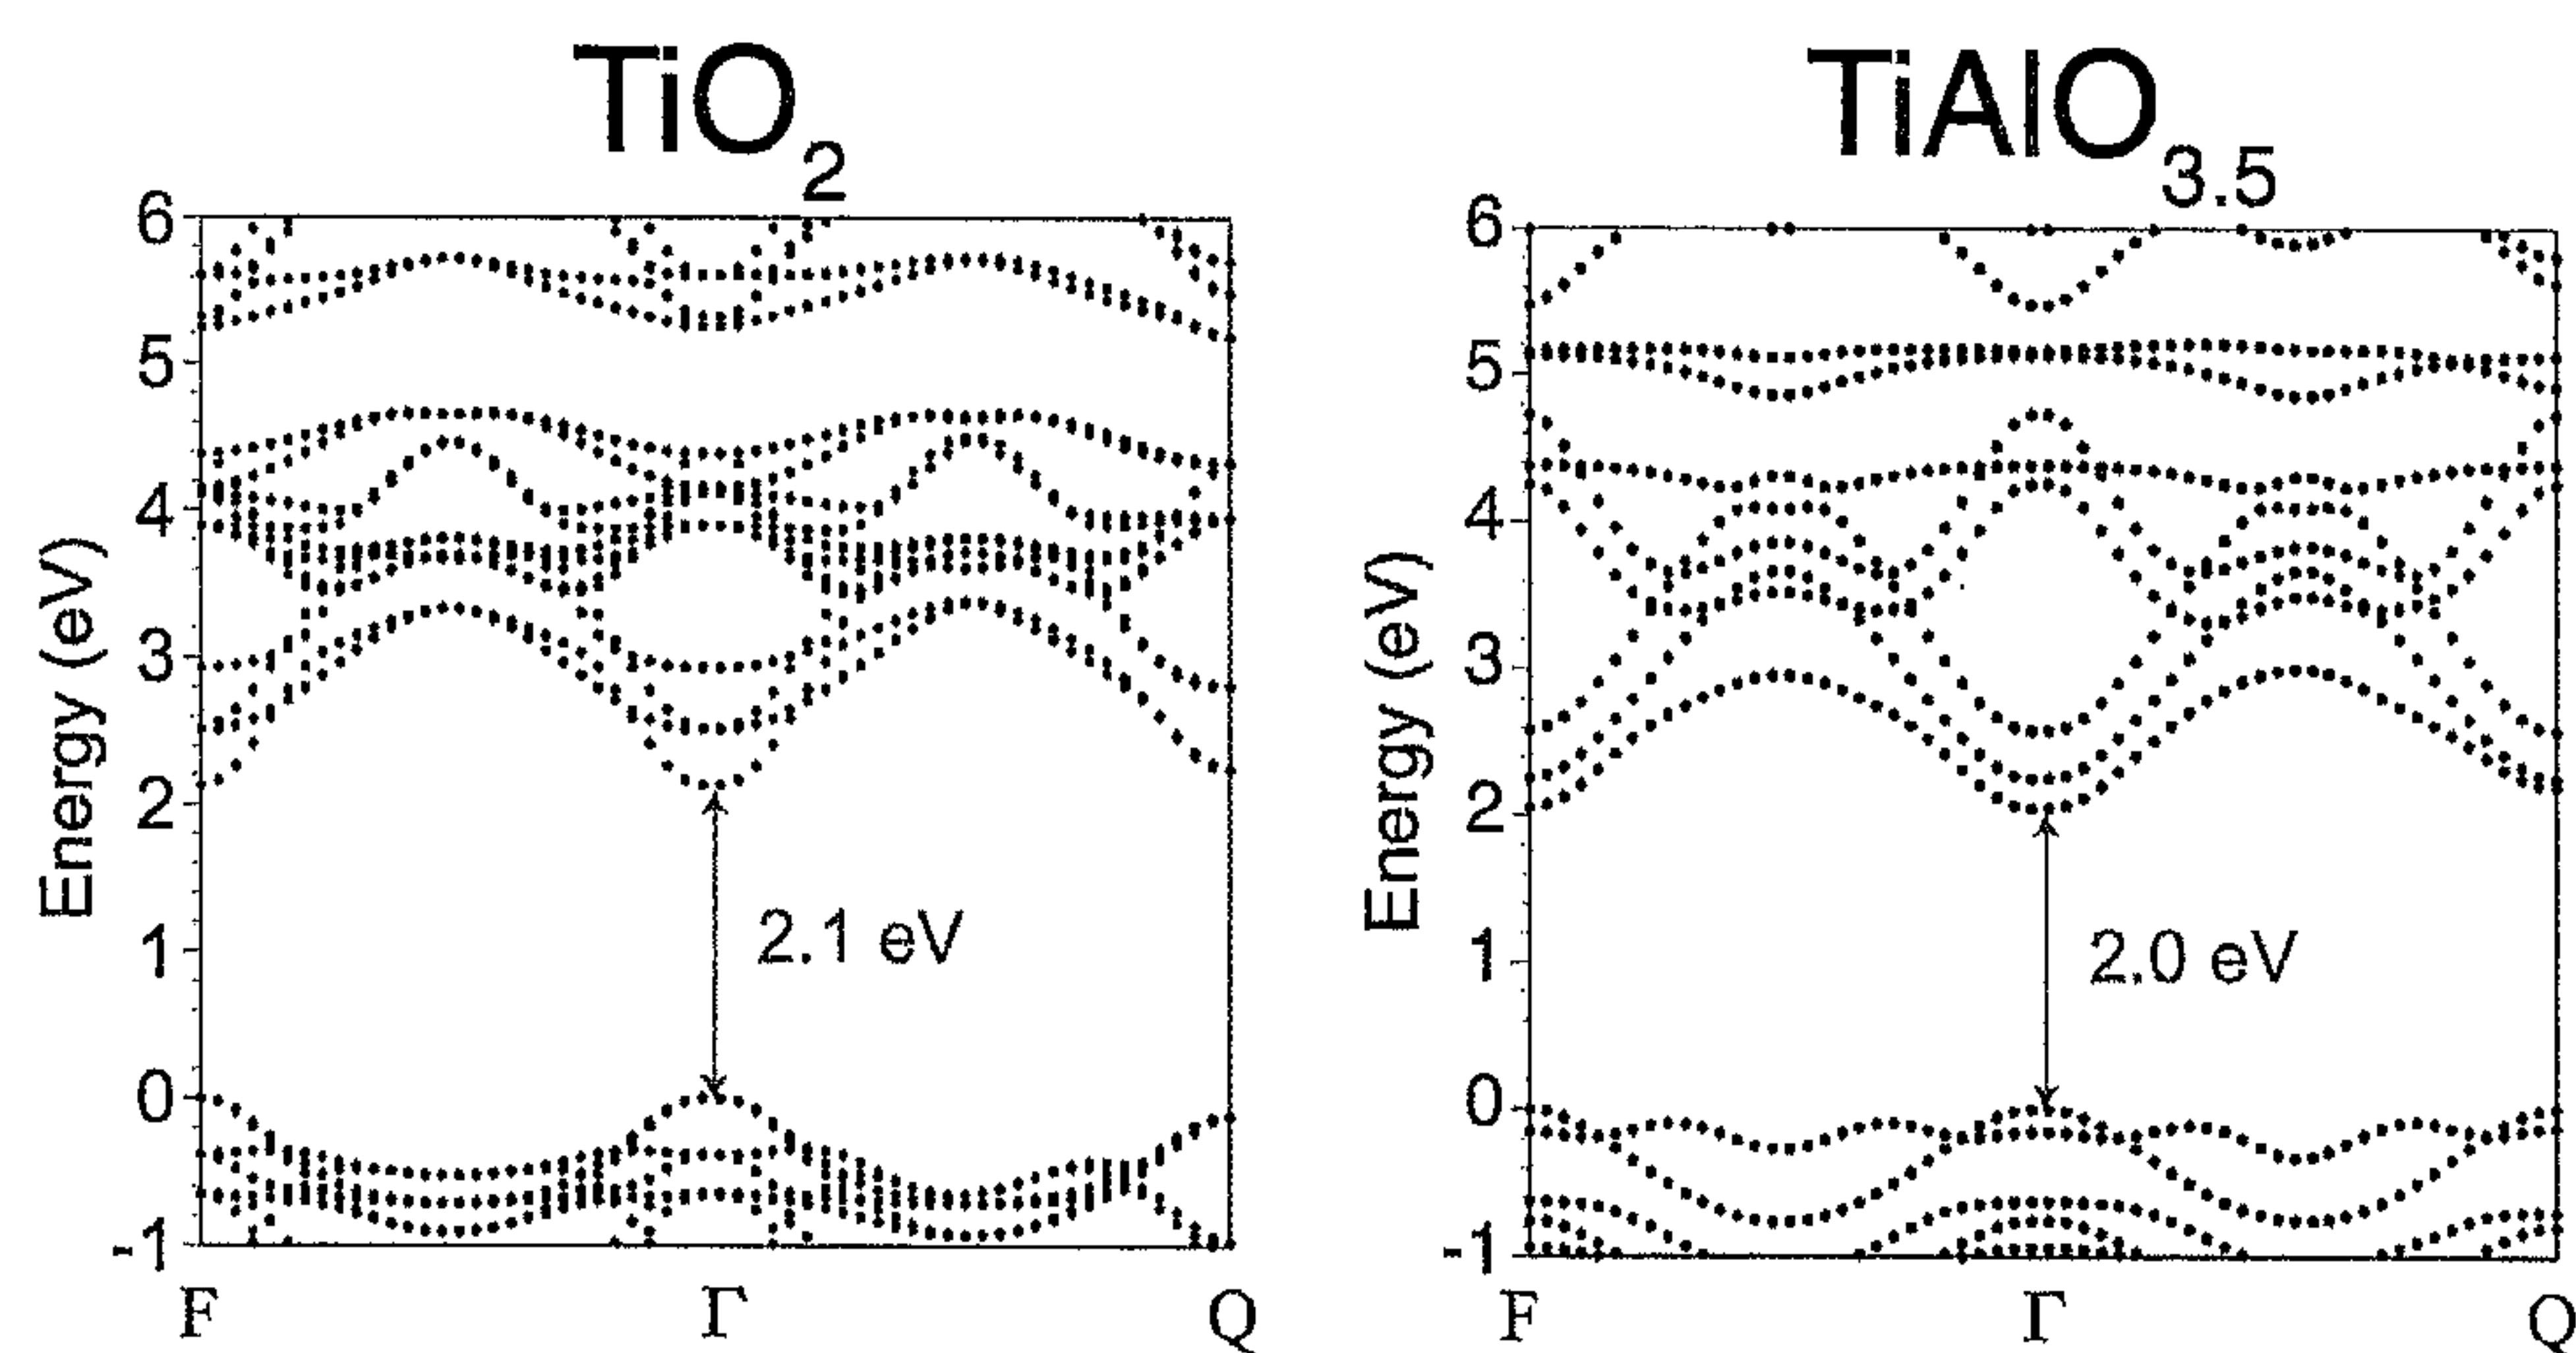 TiO₂
6
5
4
3
2
1
0
-1
Energy (eV)
2.1 eV
F Γ Q
TiAlO₃.₅
6
5
4
3
2
1
0
-1
Energy (eV)
2.0 eV
F Γ Q